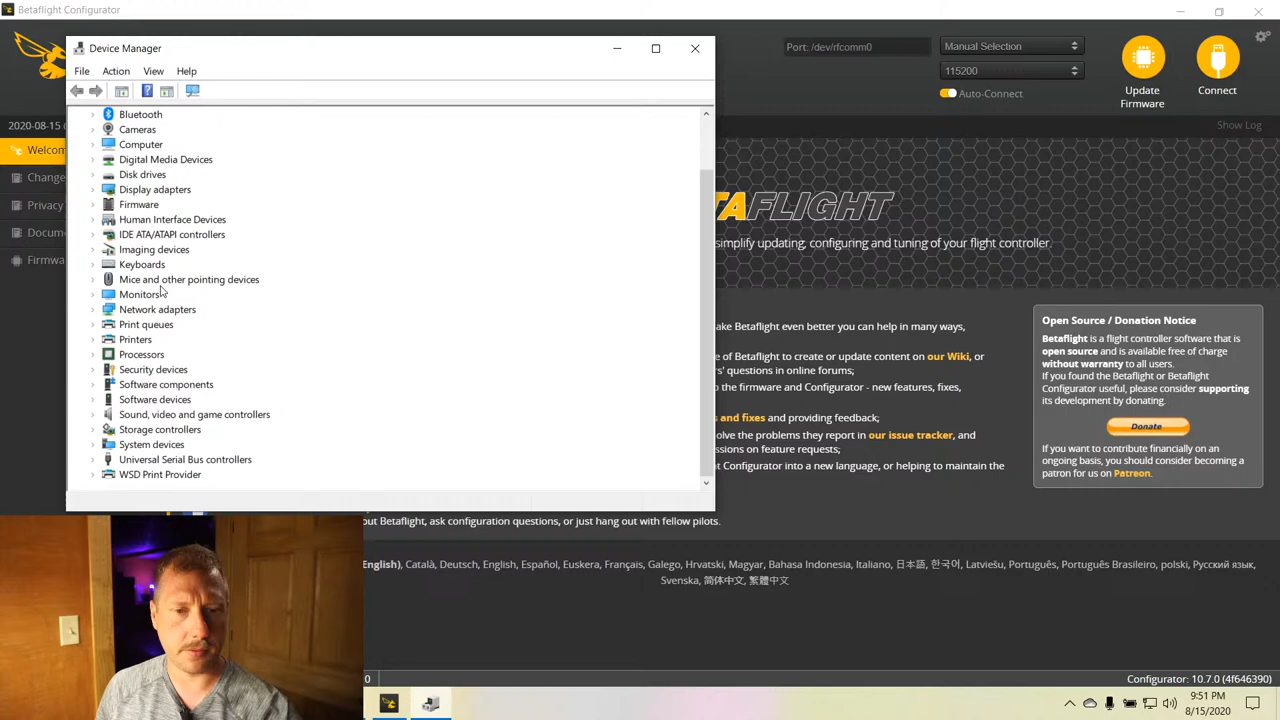 Betaflight Configurator
Device Manager
File Action View Help
Bluetooth
Cameras
Computer
Digital Media Devices
Disk drives
Display adapters
Firmware
Human Interface Devices
IDE ATA/ATAPI controllers
Imaging devices
Keyboards
Mice and other pointing devices
Monitors
Network adapters
Print queues
Printers
Processors
Security devices
Software components
Software devices
Sound, video and game controllers
Storage controllers
System devices
Universal Serial Bus controllers
WSD Print Provider
Port: /dev/rfcomm0
Manual Selection
115200
Auto-Connect
Update
Firmware
Connect
2020-08-15
Show Log
Welcom
Change
Privacy
Docum
Firmwa
TAFLIGHT
simplify updating, configuring and tuning of your flight controller.
ake Betaflight even better you can help in many ways,
e of Betaflight to create or update content on our Wiki, or
rs' questions in online forums;
o the firmware and Configurator - new features, fixes,
s and fixes and providing feedback;
olve the problems they report in our issue tracker, and
ssions on feature requests;
t Configurator into a new language, or helping to maintain the
out Betaflight, ask configuration questions, or just hang out with fellow pilots.
Open Source / Donation Notice
Betaflight is a flight controller software that is
open source and is available free of charge
without warranty to all users.
If you found the Betaflight or Betaflight
Configurator useful, please consider supporting
its development by donating.
Donate
If you want to contribute financially on an
ongoing basis, you should consider becoming a
patron for us on Patreon.
English), Català, Deutsch, English, Español, Euskera, Français, Galego, Hrvatski, Magyar, Bahasa Indonesia, Italiano, 日本語, 한국어, Latviešu, Português, Português Brasileiro, polski, Русский язык,
Svenska, 简体中文, 繁體中文
0
Configurator: 10.7.0 (4f646390)
9:51 PM
8/15/2020